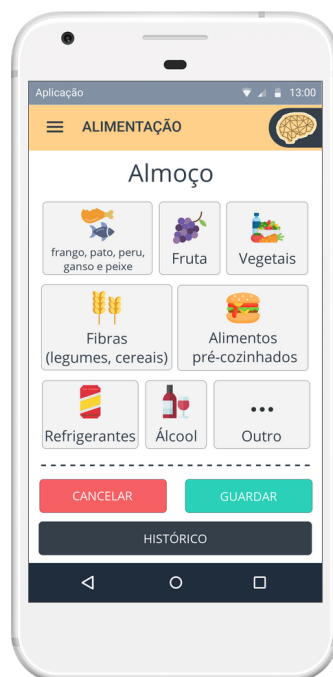 Aplicação 13:00
ALIMENTAÇÃO
Almoço
frango, pato, peru,
ganso e peixe
Fruta
Vegetais
Fibras
(legumes, cereais)
Alimentos
pré-cozinhados
Refrigerantes
Álcool
Outro
CANCELAR
GUARDAR
HISTÓRICO